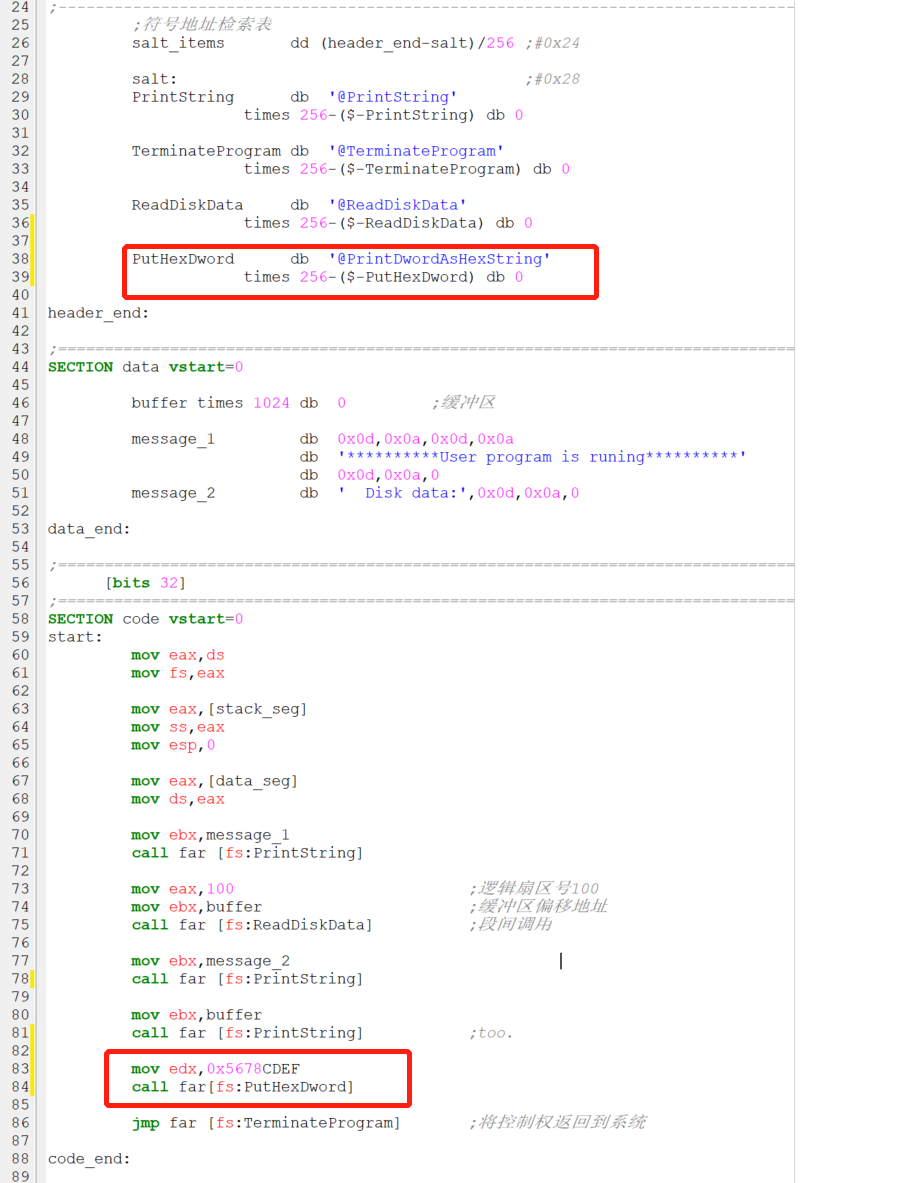 24 ;-------------------------------------------------------------------------------
25 ;符号地址检索表
26 salt_items dd (header_end-salt)/256 ;#0x24
27
28 salt: ;#0x28
29 PrintString db '@PrintString'
30 times 256-($-PrintString) db 0
31
32 TerminateProgram db '@TerminateProgram'
33 times 256-($-TerminateProgram) db 0
34
35 ReadDiskData db '@ReadDiskData'
36 times 256-($-ReadDiskData) db 0
37
38 PutHexDword db '@PrintDwordAsHexString'
39 times 256-($-PutHexDword) db 0
40
41 header_end:
42
43 ;===============================================================================
44 SECTION data vstart=0
45
46 buffer times 1024 db 0 ;缓冲区
47
48 message_1 db 0x0d,0x0a,0x0d,0x0a
49 db '**********User program is runing**********'
50 db 0x0d,0x0a,0
51 message_2 db '  Disk data:',0x0d,0x0a,0
52
53 data_end:
54
55 ;===============================================================================
56 [bits 32]
57 ;===============================================================================
58 SECTION code vstart=0
59 start:
60 mov eax,ds
61 mov fs,eax
62
63 mov eax,[stack_seg]
64 mov ss,eax
65 mov esp,0
66
67 mov eax,[data_seg]
68 mov ds,eax
69
70 mov ebx,message_1
71 call far [fs:PrintString]
72
73 mov eax,100 ;逻辑扇区号100
74 mov ebx,buffer ;缓冲区偏移地址
75 call far [fs:ReadDiskData] ;段间调用
76
77 mov ebx,message_2
78 call far [fs:PrintString]
79
80 mov ebx,buffer
81 call far [fs:PrintString] ;too.
82
83 mov edx,0x5678CDEF
84 call far[fs:PutHexDword]
85
86 jmp far [fs:TerminateProgram] ;将控制权返回到系统
87
88 code_end:
89